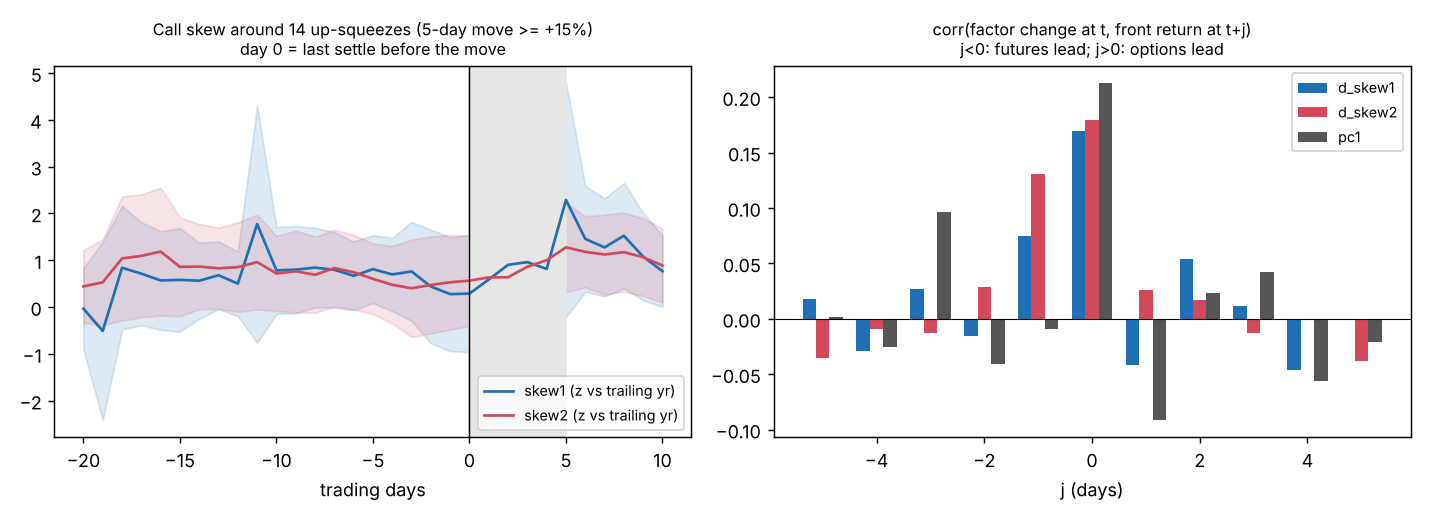 Call skew around 14 up-squeezes (5-day move >= +15%)
day 0 = last settle before the move
5
4
3
2
1
0
−1
−2
−20
−15
−10
−5
0
5
10
trading days
skew1 (z vs trailing yr)
skew2 (z vs trailing yr)
corr(factor change at t, front return at t+j)
j<0: futures lead; j>0: options lead
0.20
0.15
0.10
0.05
0.00
−0.05
−0.10
−4
−2
0
2
4
j (days)
d_skew1
d_skew2
pc1